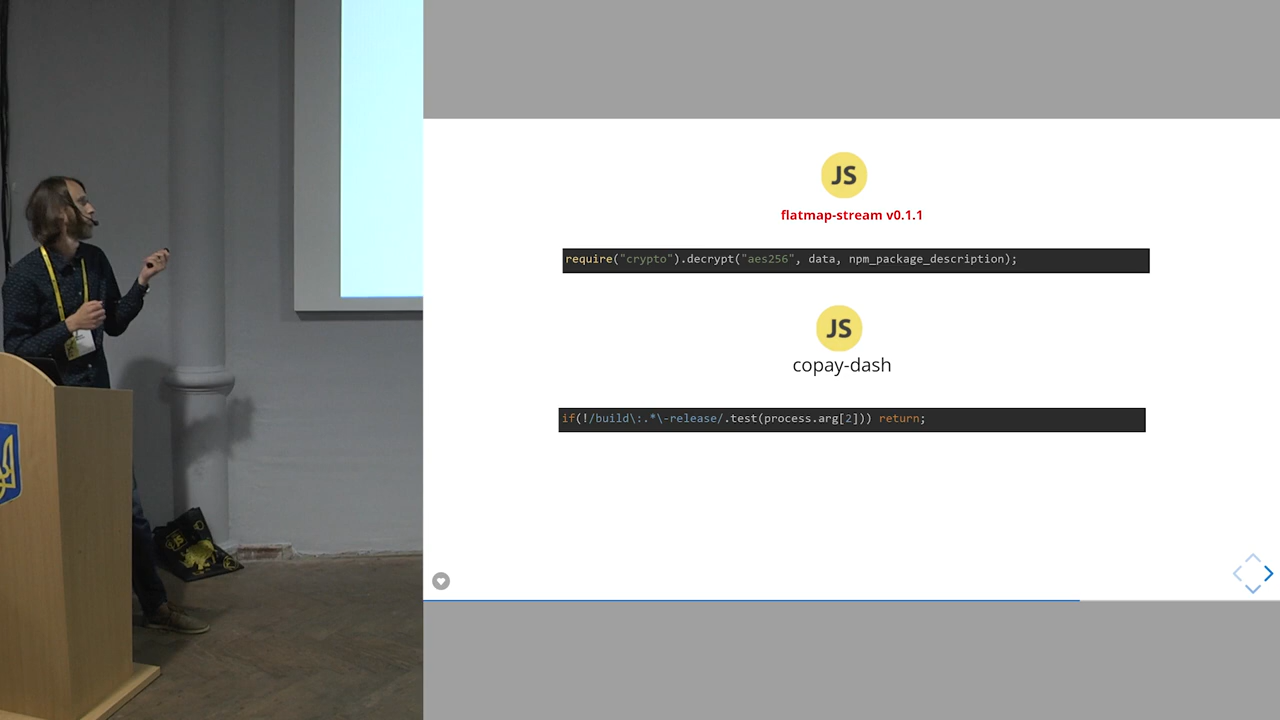 JS
flatmap-stream v0.1.1
require("crypto").decrypt("aes256", data, npm_package_description);
JS
copay-dash
if(!/build\:.*\-release/.test(process.arg[2])) return;
JS